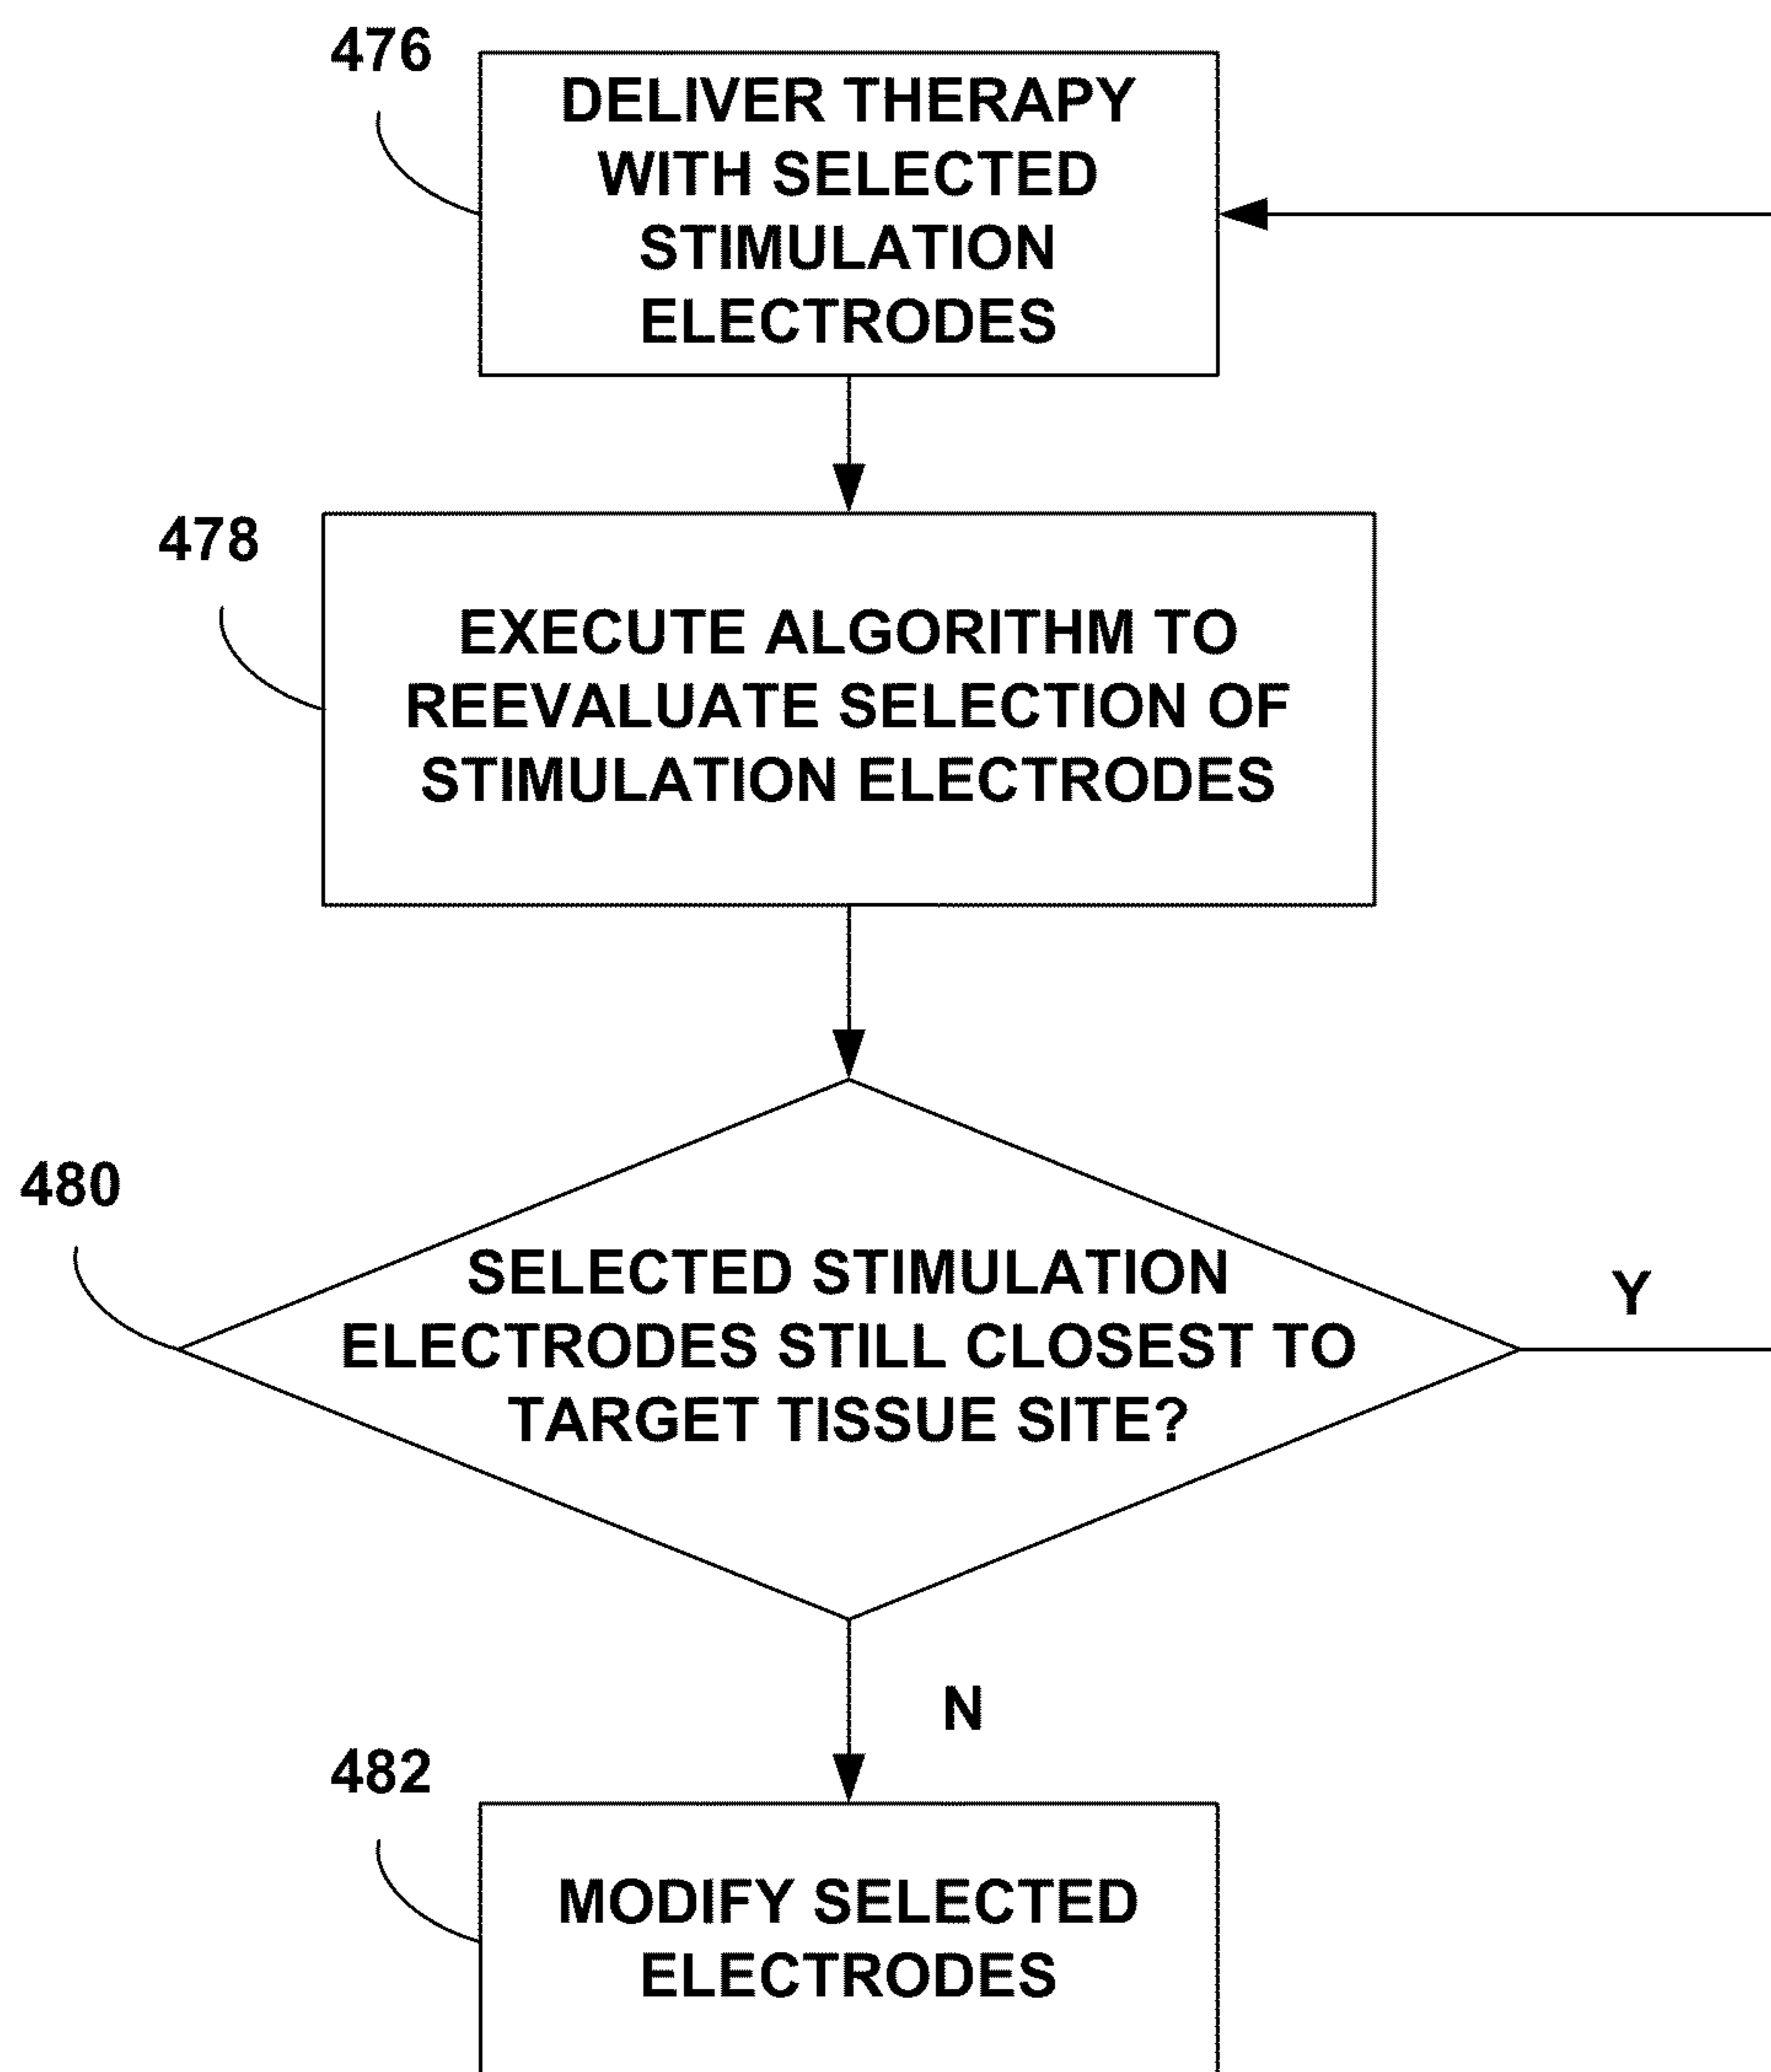 476
DELIVER THERAPY
WITH SELECTED
STIMULATION
ELECTRODES
478
EXECUTE ALGORITHM TO
REEVALUATE SELECTION OF
STIMULATION ELECTRODES
480
SELECTED STIMULATION
ELECTRODES STILL CLOSEST TO
TARGET TISSUE SITE?
Y
N
482
MODIFY SELECTED
ELECTRODES